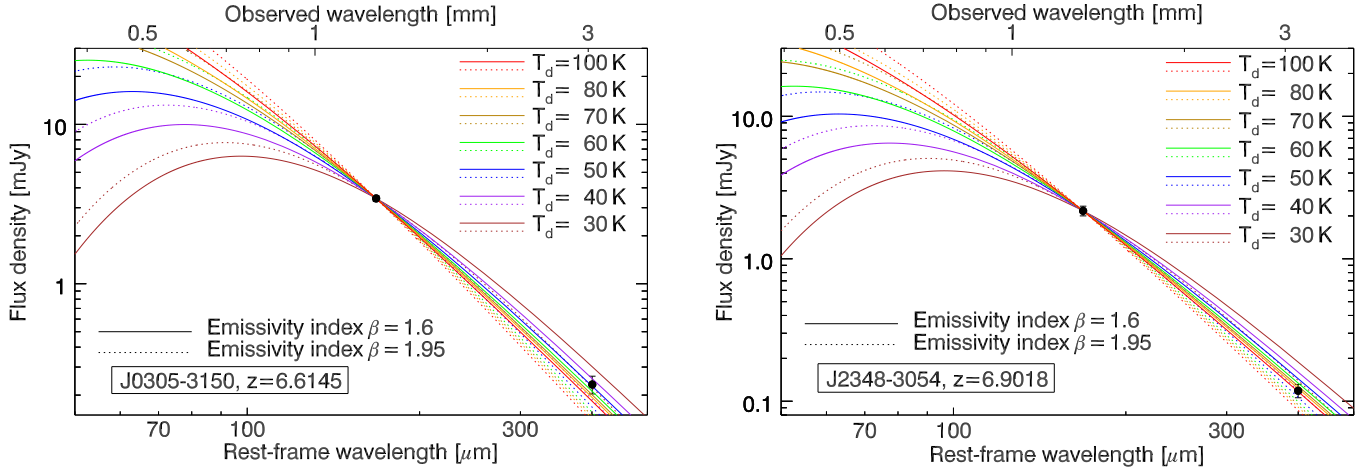 Observed wavelength [mm]
0.5 1 3
Flux density [mJy]
10
1
T_d=100 K
T_d= 80 K
T_d= 70 K
T_d= 60 K
T_d= 50 K
T_d= 40 K
T_d= 30 K
Emissivity index β = 1.6
Emissivity index β = 1.95
J0305-3150, z=6.6145
70 100 300
Rest-frame wavelength [μm]
Observed wavelength [mm]
0.5 1 3
Flux density [mJy]
10.0
1.0
0.1
T_d=100 K
T_d= 80 K
T_d= 70 K
T_d= 60 K
T_d= 50 K
T_d= 40 K
T_d= 30 K
Emissivity index β = 1.6
Emissivity index β = 1.95
J2348-3054, z=6.9018
70 100 300
Rest-frame wavelength [μm]